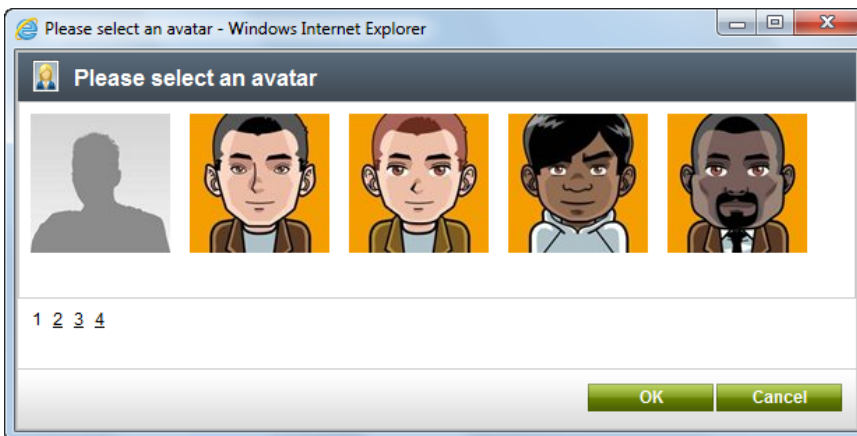 Please select an avatar - Windows Internet Explorer
Please select an avatar
1 2 3 4
OK Cancel